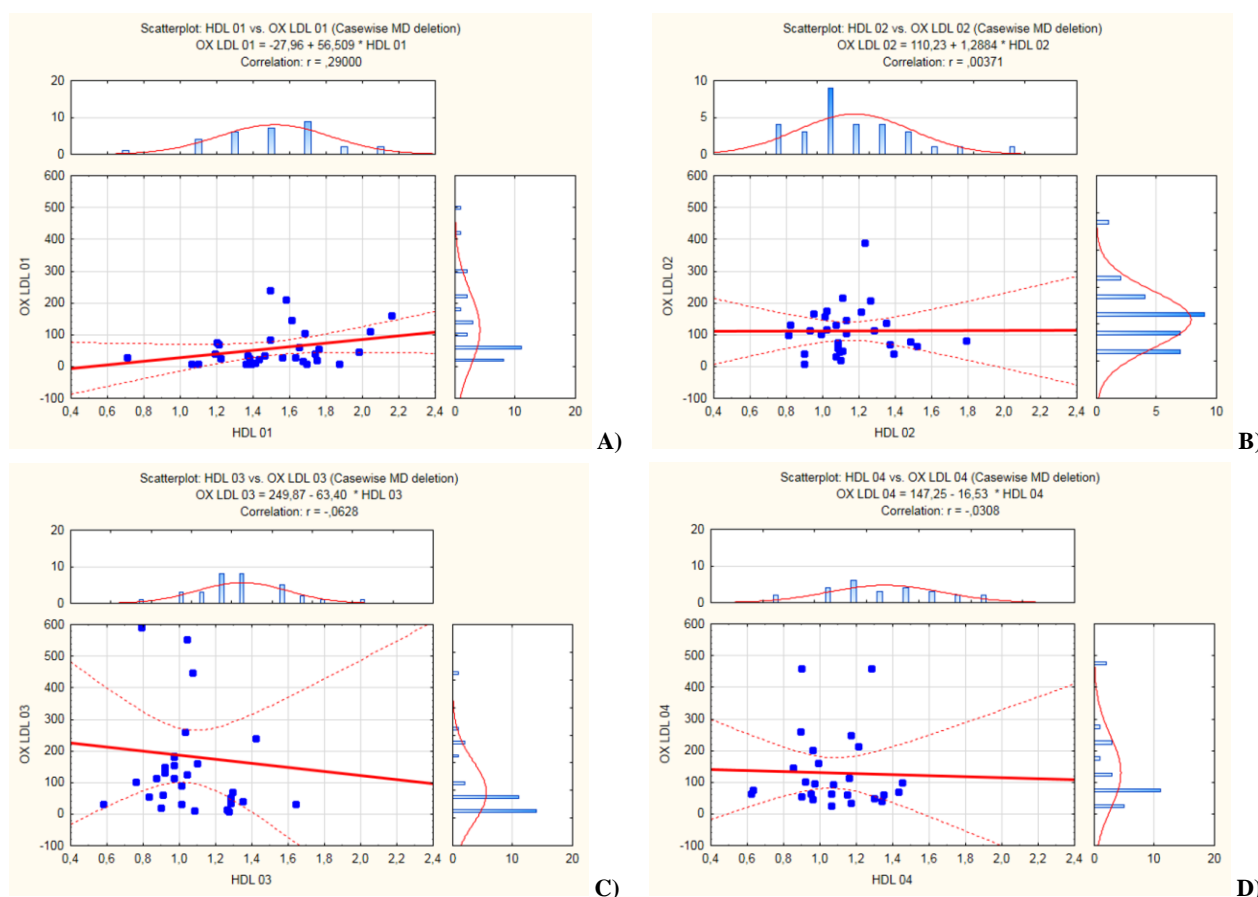 Scatterplot: HDL 01 vs. OX LDL 01 (Casewise MD deletion)
OX LDL 01 = -27,96 + 56,509 * HDL 01
Correlation: r = ,29000
20
10
0
600
500
400
300
200
100
0
-100
OX LDL 01
0,4 0,6 0,8 1,0 1,2 1,4 1,6 1,8 2,0 2,2 2,4
HDL 01
0 10 20
A)
Scatterplot: HDL 02 vs. OX LDL 02 (Casewise MD deletion)
OX LDL 02 = 110,23 + 1,2884 * HDL 02
Correlation: r = ,00371
10
5
0
600
500
400
300
200
100
0
-100
OX LDL 02
0,4 0,6 0,8 1,0 1,2 1,4 1,6 1,8 2,0 2,2 2,4
HDL 02
0 5 10
B)
Scatterplot: HDL 03 vs. OX LDL 03 (Casewise MD deletion)
OX LDL 03 = 249,87 - 63,40 * HDL 03
Correlation: r = -,0628
20
10
0
600
500
400
300
200
100
0
-100
OX LDL 03
0,4 0,6 0,8 1,0 1,2 1,4 1,6 1,8 2,0 2,2 2,4
HDL 03
0 10 20
C)
Scatterplot: HDL 04 vs. OX LDL 04 (Casewise MD deletion)
OX LDL 04 = 147,25 - 16,53 * HDL 04
Correlation: r = -,0308
20
10
0
600
500
400
300
200
100
0
-100
OX LDL 04
0,4 0,6 0,8 1,0 1,2 1,4 1,6 1,8 2,0 2,2 2,4
HDL 04
0 10 20
D)